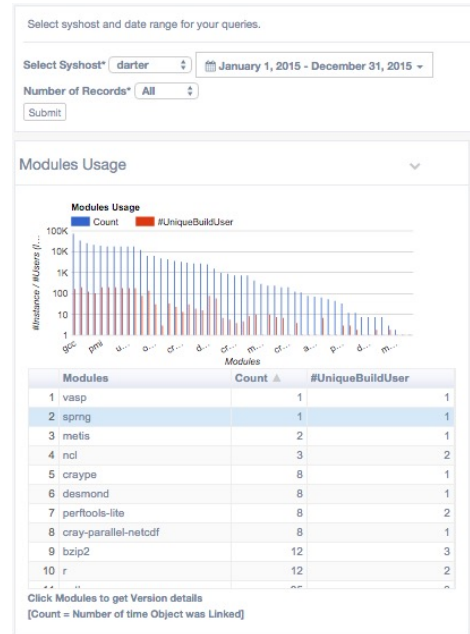 Select syshost and date range for your queries.
Select Syshost* darter January 1, 2015 - December 31, 2015
Number of Records* All
Submit
Modules Usage
Modules Usage
Count #UniqueBuildUser
#Instance / #Users (l...
100K
10K
1K
100
10
1
gcc pmi u... o... cr... d... cr... m... cr... a... p... d... m...
Modules
Modules Count #UniqueBuildUser
1 vasp 1 1
2 sprng 1 1
3 metis 2 1
4 ncl 3 2
5 craype 8 1
6 desmond 8 1
7 perftools-lite 8 2
8 cray-parallel-netcdf 8 1
9 bzip2 12 3
10 r 12 2
Click Modules to get Version details
[Count = Number of time Object was Linked]